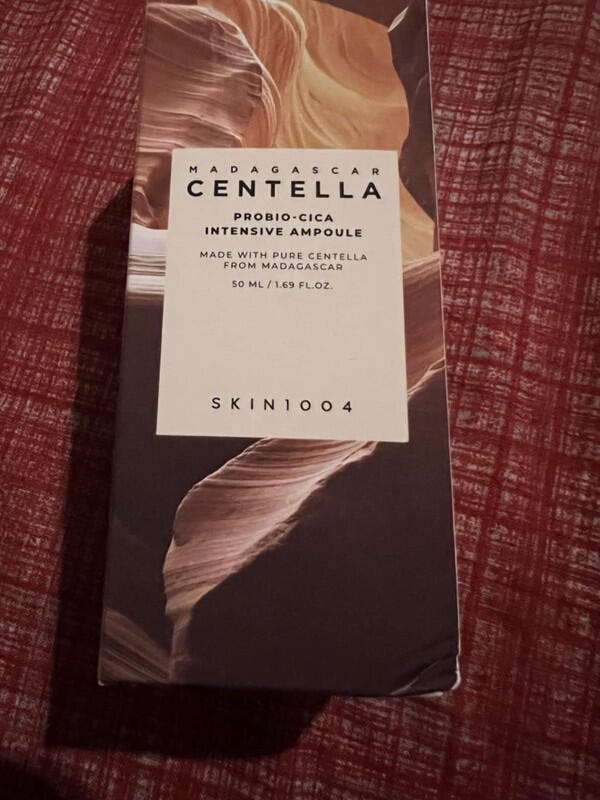 MADAGASCAR
CENTELLA
PROBIO-CICA
INTENSIVE AMPOULE
MADE WITH PURE CENTELLA
FROM MADAGASCAR
50 ML / 1.69 FL.OZ.
SKIN1004